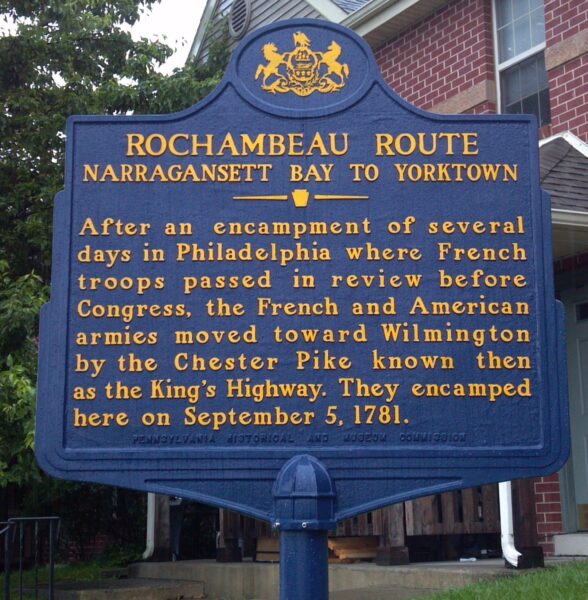 ROCHAMBEAU ROUTE
NARRAGANSETT BAY TO YORKTOWN
After an encampment of several
days in Philadelphia where French
troops passed in review before
Congress, the French and American
armies moved toward Wilmington
by the Chester Pike known then
as the King's Highway. They encamped
here on September 5, 1781.
PENNSYLVANIA HISTORICAL AND MUSEUM COMMISSION